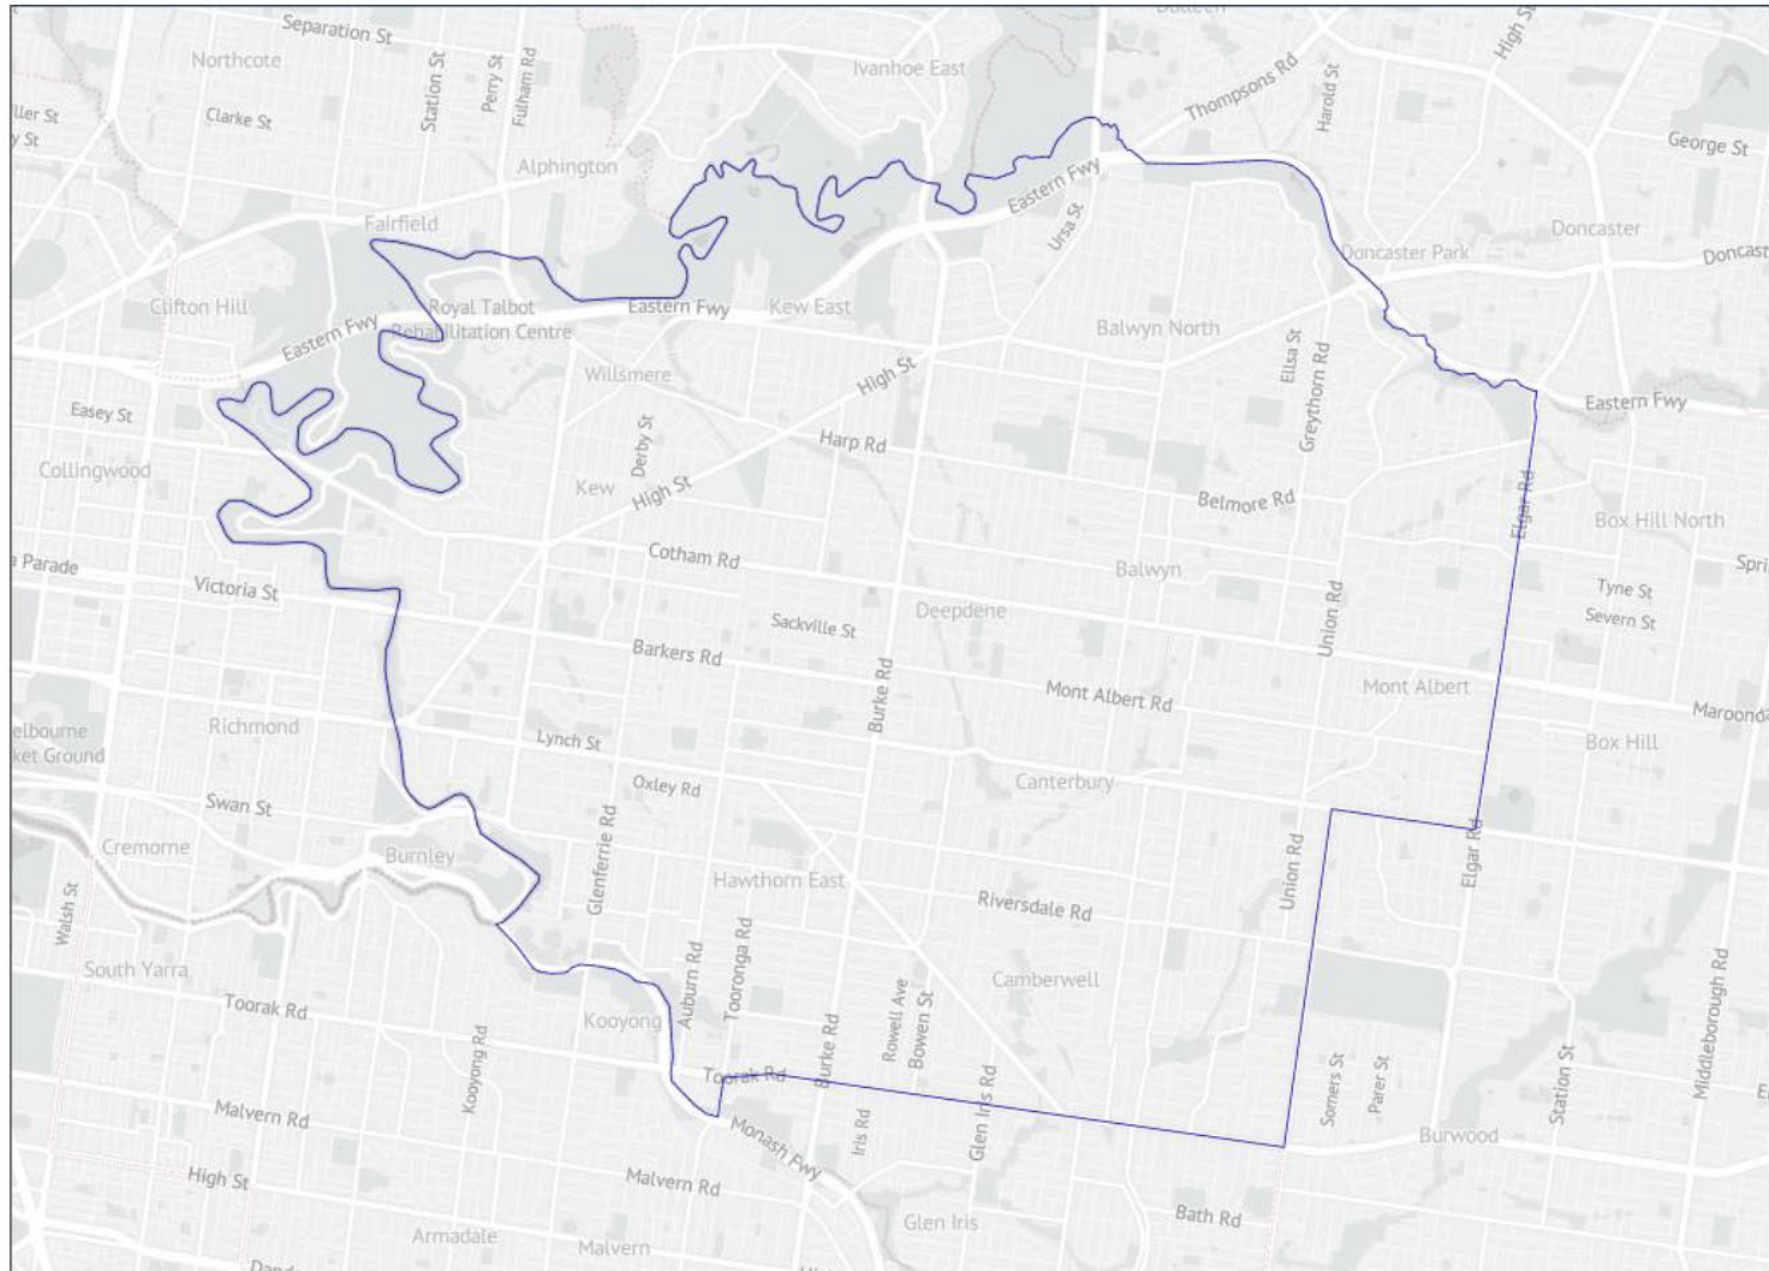 Separation St
Northcote
Station St
Perry St
Fulham Rd
Ivanhoe East
Thompsons Rd
Harold St
High St
George St
Clarke St
Alphington
Eastern Fwy
Ursa St
Fairfield
Doncaster Park
Doncaster
Clifton Hill
Eastern Fwy
Royal Talbot
Rehabilitation Centre
Eastern Fwy
Kew East
Balwyn North
Ellsa St
Greythorn Rd
Eastern Fwy
Willsmere
High St
Easey St
Derby St
Harp Rd
Collingwood
Kew
High St
Belmore Rd
Elgar Rd
Box Hill North
Cotham Rd
Balwyn
a Parade
Victoria St
Tyne St
Severn St
Sackville St
Deepdene
Union Rd
Barkers Rd
Mont Albert Rd
Mont Albert
Burke Rd
Richmond
Lynch St
Box Hill
elbourne
ket Ground
Oxley Rd
Canterbury
Swan St
Glenferrie Rd
Union Rd
Elgar Rd
Cremorne
Burnley
Hawthorn East
Riversdale Rd
Walsh St
South Yarra
Toorak Rd
Auburn Rd
Tooronga Rd
Camberwell
Rowell Ave
Bowen St
Middleborough Rd
Kooyong
Kooyong Rd
Toorak Rd
Burke Rd
Glen Iris Rd
Somers St
Parer St
Station St
Malvern Rd
Monash Fwy
Iris Rd
Burwood
High St
Malvern Rd
Bath Rd
Glen Iris
Armadale
Malvern